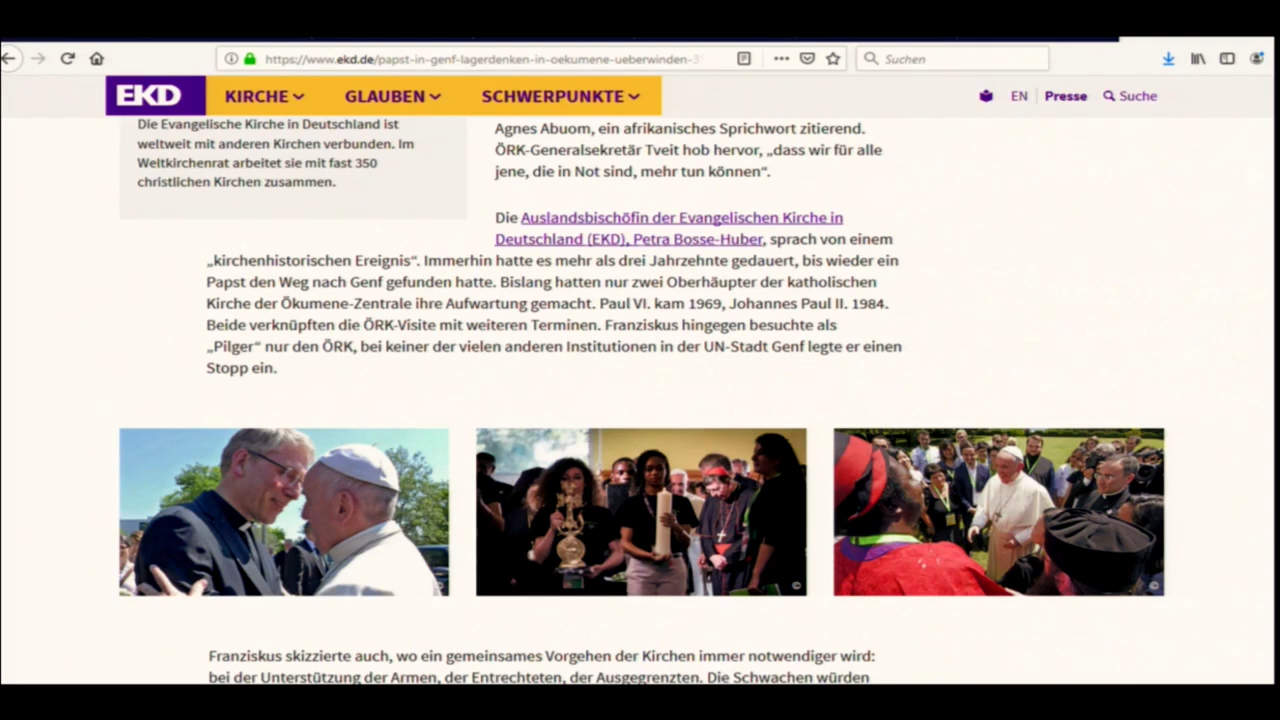 https://www.ekd.de/papst-in-genf-lagerdenken-in-oekumene-ueberwinden-3
Suchen
EKD KIRCHE GLAUBEN SCHWERPUNKTE EN Presse Suche
Die Evangelische Kirche in Deutschland ist
weltweit mit anderen Kirchen verbunden. Im
Weltkirchenrat arbeitet sie mit fast 350
christlichen Kirchen zusammen.
Agnes Abuom, ein afrikanisches Sprichwort zitierend.
ÖRK-Generalsekretär Tveit hob hervor, „dass wir für alle
jene, die in Not sind, mehr tun können“.
Die Auslandsbischöfin der Evangelischen Kirche in
Deutschland (EKD), Petra Bosse-Huber, sprach von einem
„kirchenhistorischen Ereignis“. Immerhin hatte es mehr als drei Jahrzehnte gedauert, bis wieder ein
Papst den Weg nach Genf gefunden hatte. Bislang hatten nur zwei Oberhäupter der katholischen
Kirche der Ökumene-Zentrale ihre Aufwartung gemacht. Paul VI. kam 1969, Johannes Paul II. 1984.
Beide verknüpften die ÖRK-Visite mit weiteren Terminen. Franziskus hingegen besuchte als
„Pilger“ nur den ÖRK, bei keiner der vielen anderen Institutionen in der UN-Stadt Genf legte er einen
Stopp ein.
©
©
Franziskus skizzierte auch, wo ein gemeinsames Vorgehen der Kirchen immer notwendiger wird:
bei der Unterstützung der Armen, der Entrechteten, der Ausgegrenzten. Die Schwachen würden